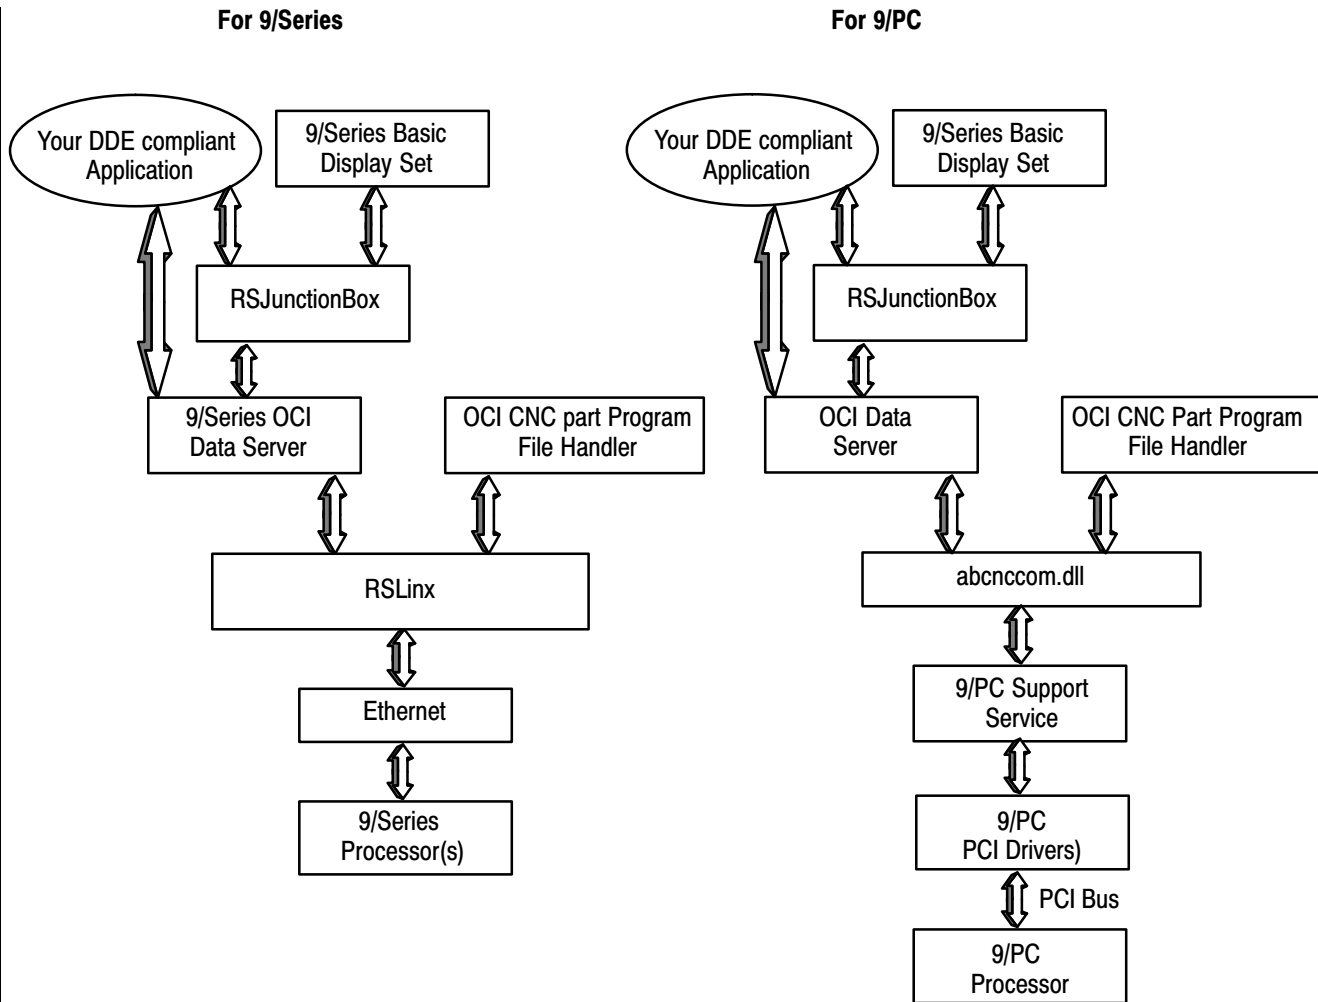 For 9/Series
Your DDE compliant
Application
9/Series Basic
Display Set
RSJunctionBox
9/Series OCI
Data Server
OCI CNC part Program
File Handler
RSLinx
Ethernet
9/Series
Processor(s)
For 9/PC
Your DDE compliant
Application
9/Series Basic
Display Set
RSJunctionBox
OCI Data
Server
OCI CNC Part Program
File Handler
abcnccom.dll
9/PC Support
Service
9/PC
PCI Drivers)
PCI Bus
9/PC
Processor